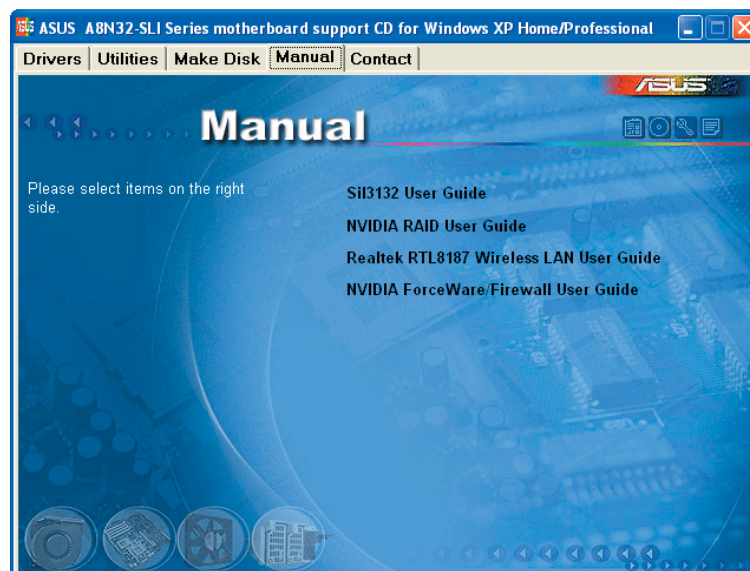 ASUS A8N32-SLI Series motherboard support CD for Windows XP Home/Professional
Drivers Utilities Make Disk Manual Contact
ASUS
Manual
Please select items on the right
side.
Sil3132 User Guide
NVIDIA RAID User Guide
Realtek RTL8187 Wireless LAN User Guide
NVIDIA ForceWare/Firewall User Guide